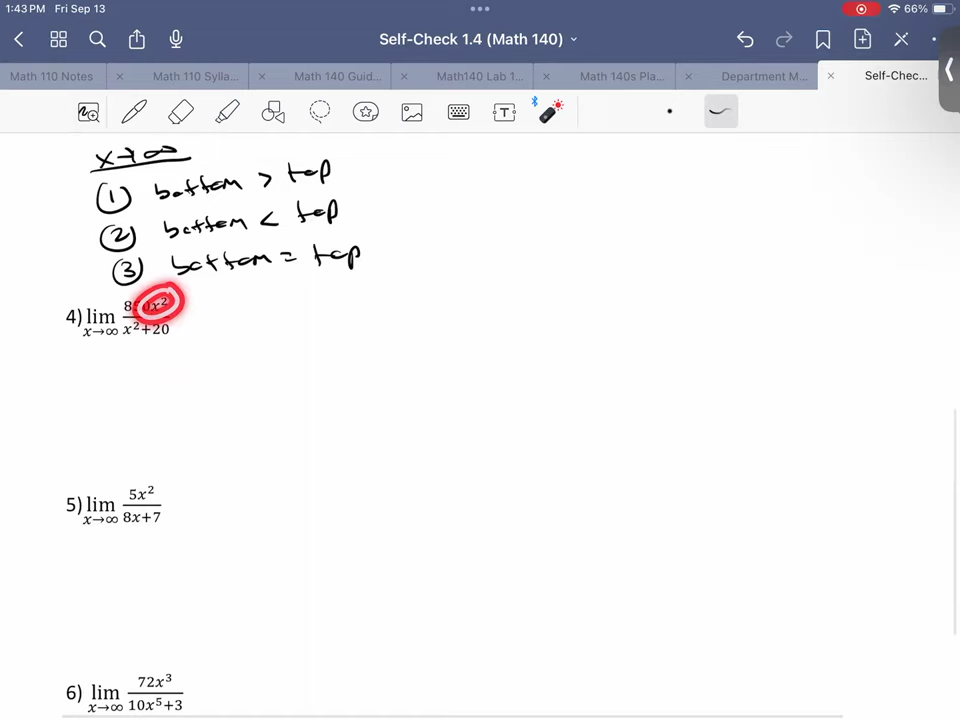 1:43 PM Fri Sep 13 66%
Self-Check 1.4 (Math 140)
Math 110 Notes Math 110 Sylla... Math 140 Guid... Math140 Lab 1... Math 140s Pla... Department M... Self-Chec...
x→∞
① bottom > top
② bottom < top
③ bottom = top
4) lim x→∞ 850x² / x²+20
5) lim x→∞ 5x² / 8x+7
6) lim x→∞ 72x³ / 10x⁵+3